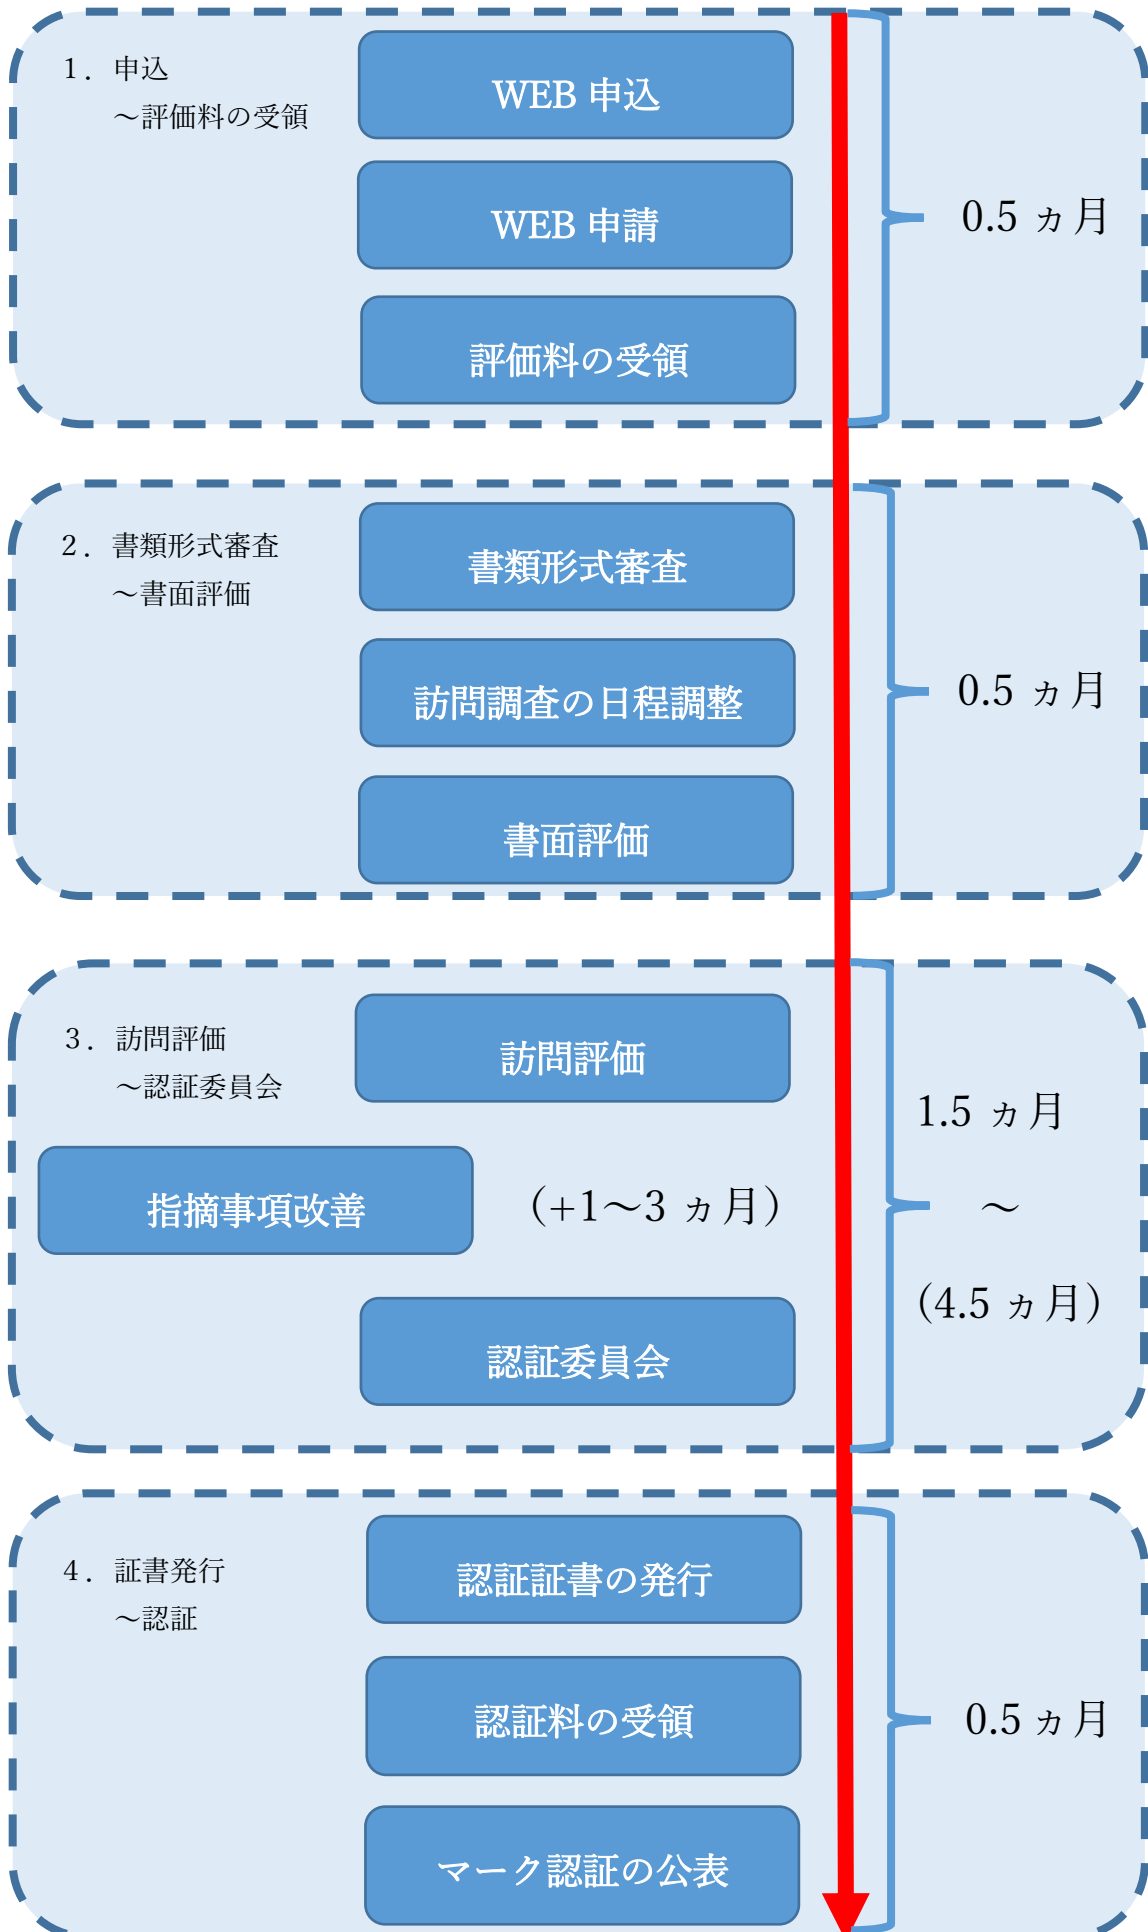 1．申込
～評価料の受領
WEB 申込
WEB 申請
評価料の受領
0.5 ヵ月
2．書類形式審査
～書面評価
書類形式審査
訪問調査の日程調整
書面評価
0.5 ヵ月
3．訪問評価
～認証委員会
訪問評価
指摘事項改善
（+1～3 ヵ月）
認証委員会
1.5 ヵ月
～
（4.5 ヵ月）
4．証書発行
～認証
認証証書の発行
認証料の受領
マーク認証の公表
0.5 ヵ月